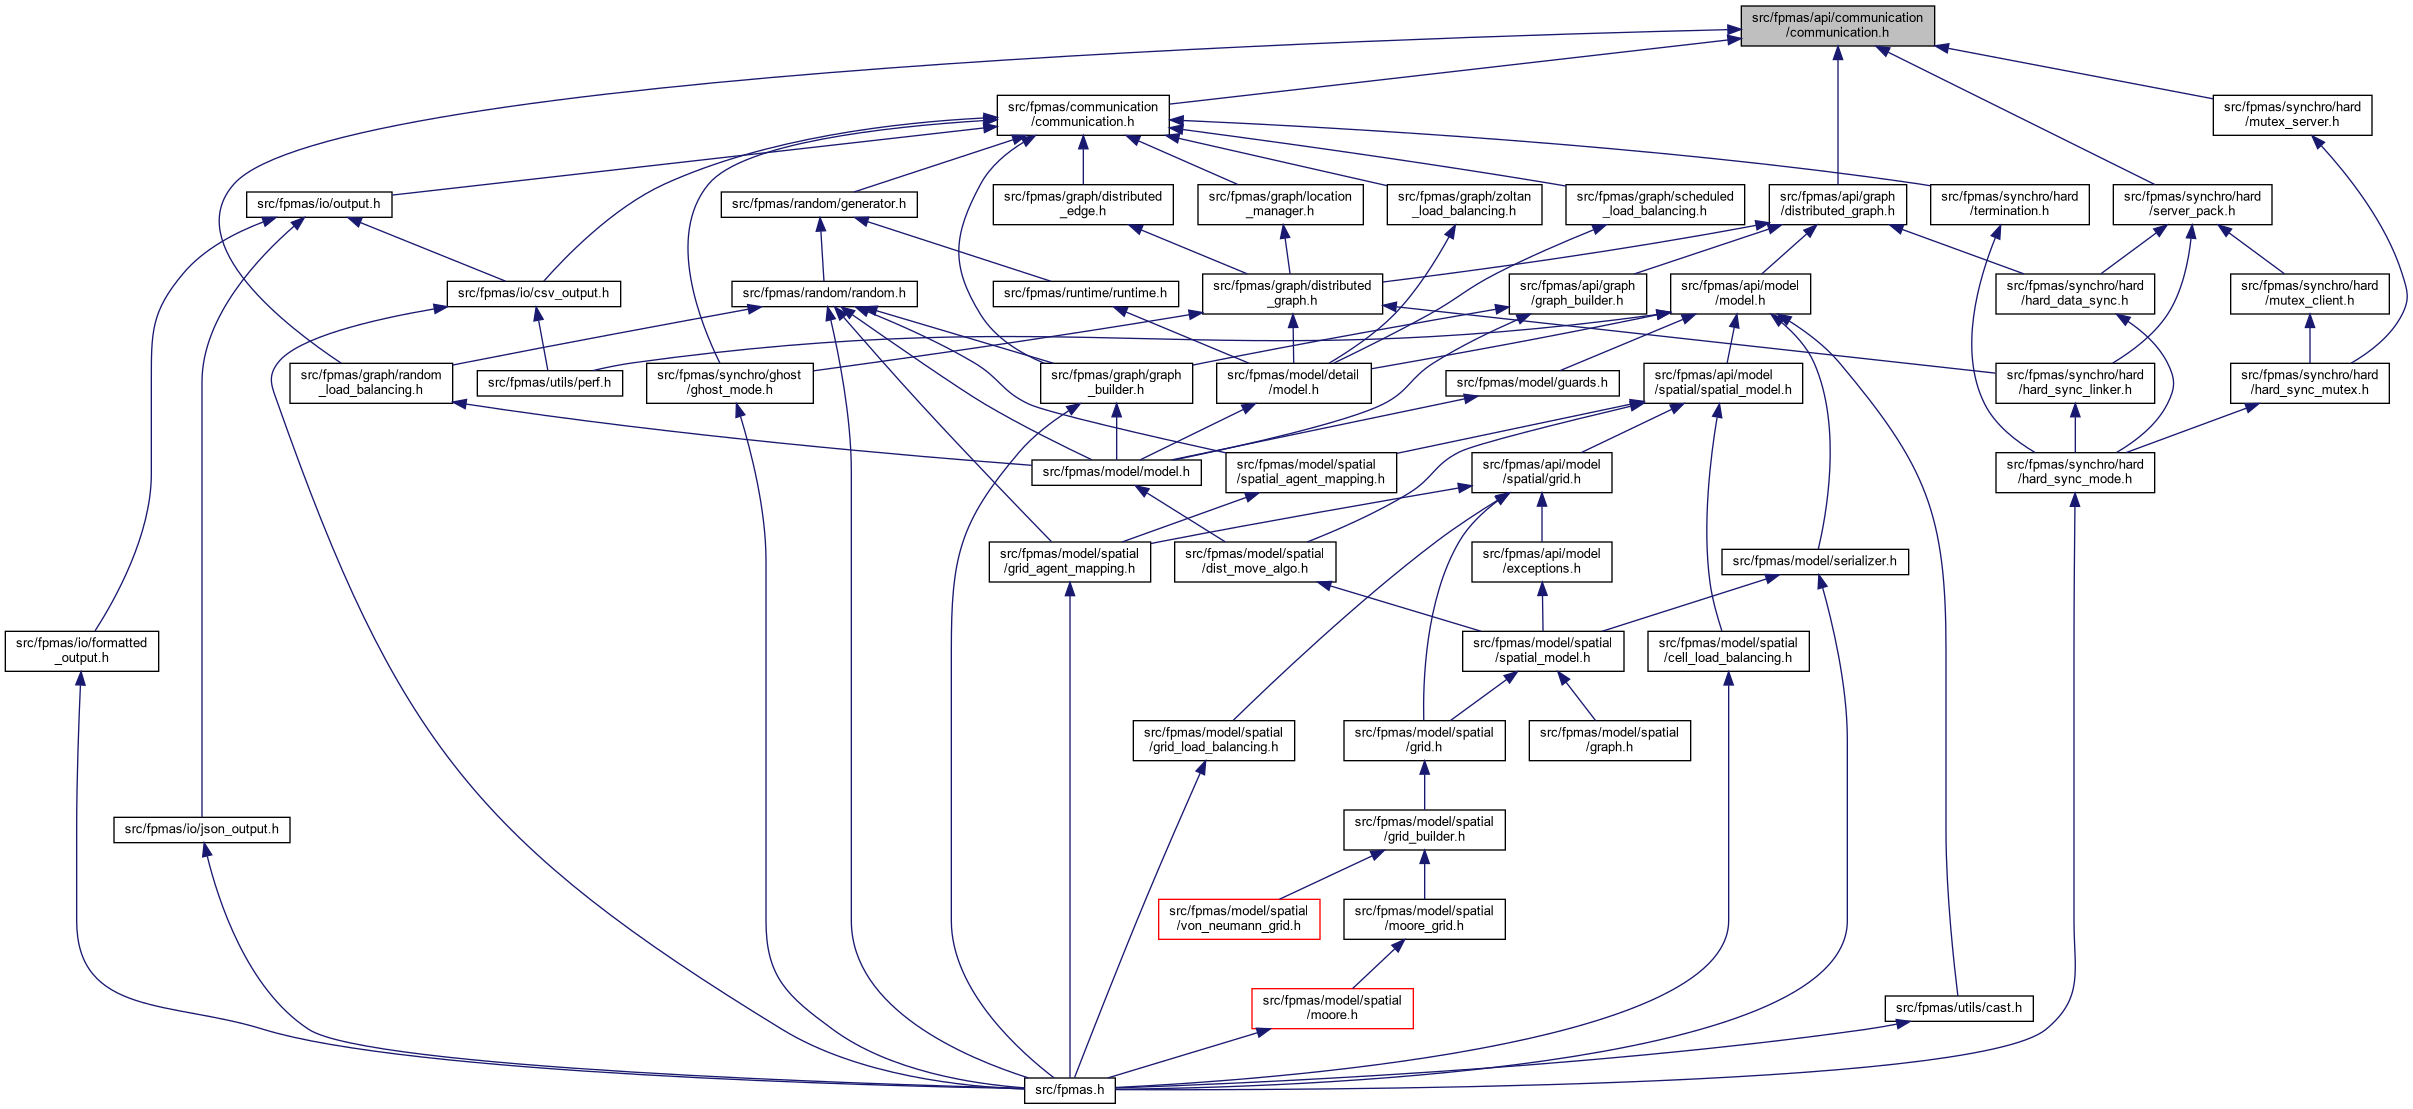 src/fpmas/api/communication
/communication.h
src/fpmas/communication
/communication.h
src/fpmas/synchro/hard
/mutex_server.h
src/fpmas/io/output.h
src/fpmas/random/generator.h
src/fpmas/graph/distributed
_edge.h
src/fpmas/graph/location
_manager.h
src/fpmas/graph/zoltan
_load_balancing.h
src/fpmas/graph/scheduled
_load_balancing.h
src/fpmas/api/graph
/distributed_graph.h
src/fpmas/synchro/hard
/termination.h
src/fpmas/synchro/hard
/server_pack.h
src/fpmas/io/csv_output.h
src/fpmas/random/random.h
src/fpmas/runtime/runtime.h
src/fpmas/graph/distributed
_graph.h
src/fpmas/api/graph
/graph_builder.h
src/fpmas/api/model
/model.h
src/fpmas/synchro/hard
/hard_data_sync.h
src/fpmas/synchro/hard
/mutex_client.h
src/fpmas/graph/random
_load_balancing.h
src/fpmas/utils/perf.h
src/fpmas/synchro/ghost
/ghost_mode.h
src/fpmas/graph/graph
_builder.h
src/fpmas/model/detail
/model.h
src/fpmas/model/guards.h
src/fpmas/api/model
/spatial/spatial_model.h
src/fpmas/synchro/hard
/hard_sync_linker.h
src/fpmas/synchro/hard
/hard_sync_mutex.h
src/fpmas/model/model.h
src/fpmas/model/spatial
/spatial_agent_mapping.h
src/fpmas/api/model
/spatial/grid.h
src/fpmas/synchro/hard
/hard_sync_mode.h
src/fpmas/model/spatial
/grid_agent_mapping.h
src/fpmas/model/spatial
/dist_move_algo.h
src/fpmas/api/model
/exceptions.h
src/fpmas/model/serializer.h
src/fpmas/io/formatted
_output.h
src/fpmas/model/spatial
/spatial_model.h
src/fpmas/model/spatial
/cell_load_balancing.h
src/fpmas/model/spatial
/grid_load_balancing.h
src/fpmas/model/spatial
/grid.h
src/fpmas/model/spatial
/graph.h
src/fpmas/io/json_output.h
src/fpmas/model/spatial
/grid_builder.h
src/fpmas/model/spatial
/von_neumann_grid.h
src/fpmas/model/spatial
/moore_grid.h
src/fpmas/model/spatial
/moore.h
src/fpmas/utils/cast.h
src/fpmas.h